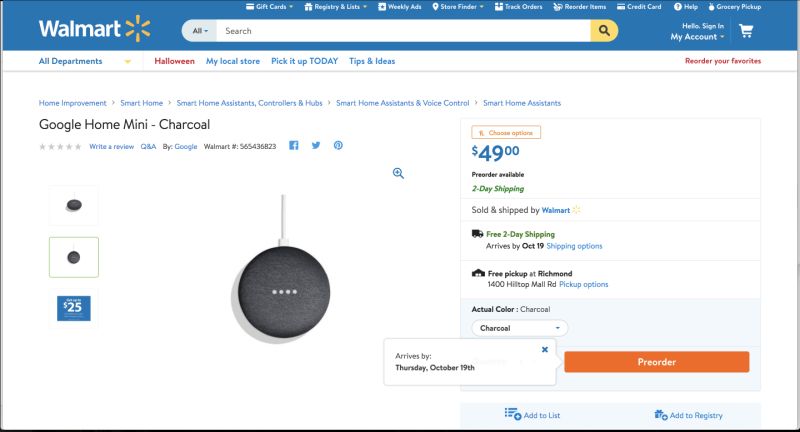 Gift Cards Registry & Lists Weekly Ads Store Finder Track Orders Reorder Items Credit Card Help Grocery Pickup
Walmart
All Search
Hello. Sign In
My Account
All Departments Halloween My local store Pick it up TODAY Tips & Ideas Reorder your favorites
Home Improvement > Smart Home > Smart Home Assistants, Controllers & Hubs > Smart Home Assistants & Voice Control > Smart Home Assistants
Google Home Mini - Charcoal
Write a review Q&A By: Google Walmart #: 565436823
$25
Choose options
$49.00
Preorder available
2-Day Shipping
Sold & shipped by Walmart
Free 2-Day Shipping
Arrives by Oct 19 Shipping options
Free pickup at Richmond
1400 Hilltop Mall Rd Pickup options
Actual Color : Charcoal
Charcoal
Arrives by:
Thursday, October 19th
Preorder
Add to List Add to Registry